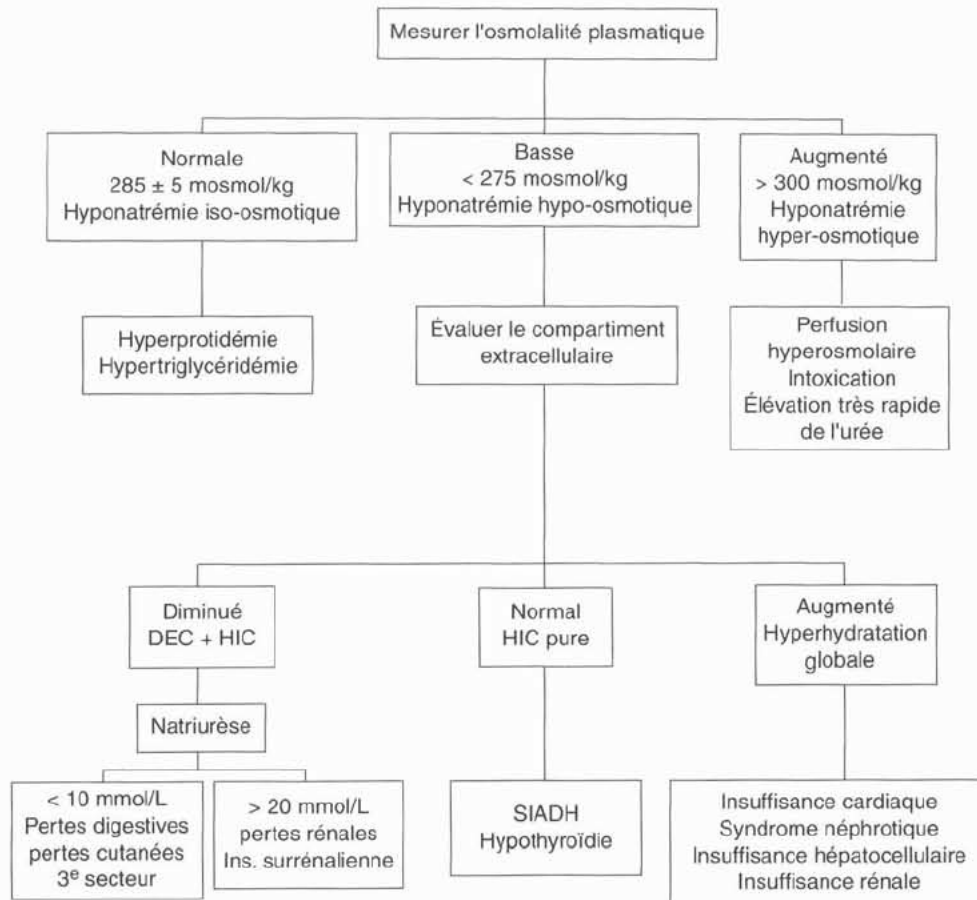 Mesurer l'osmolalité plasmatique
Normale
285 ± 5 mosmol/kg
Hyponatrémie iso-osmotique
Basse
< 275 mosmol/kg
Hyponatrémie hypo-osmotique
Augmenté
> 300 mosmol/kg
Hyponatrémie
hyper-osmotique
Hyperprotidémie
Hypertriglycéridémie
Évaluer le compartiment
extracellulaire
Perfusion
hyperosmolaire
Intoxication
Élévation très rapide
de l'urée
Diminué
DEC + HIC
Normal
HIC pure
Augmenté
Hyperhydratation
globale
Natriurèse
< 10 mmol/L
Pertes digestives
pertes cutanées
3e secteur
> 20 mmol/L
pertes rénales
Ins. surrénalienne
SIADH
Hypothyroïdie
Insuffisance cardiaque
Syndrome néphrotique
Insuffisance hépatocellulaire
Insuffisance rénale